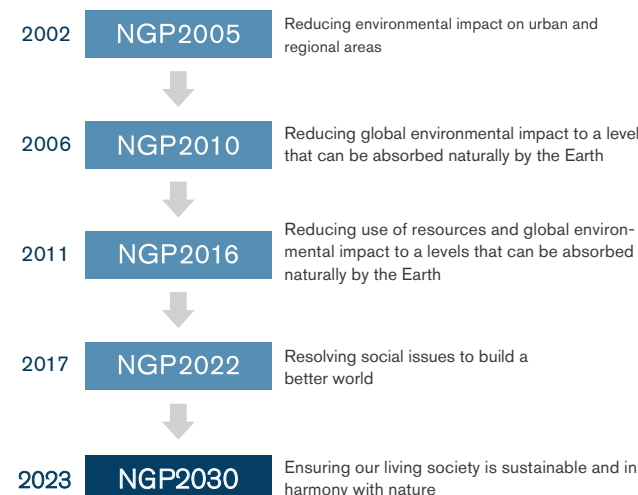 2002 NGP2005 Reducing environmental impact on urban and
regional areas
2006 NGP2010 Reducing global environmental impact to a level
that can be absorbed naturally by the Earth
2011 NGP2016 Reducing use of resources and global environ-
mental impact to a levels that can be absorbed
naturally by the Earth
2017 NGP2022 Resolving social issues to build a
better world
2023 NGP2030 Ensuring our living society is sustainable and in
harmony with nature